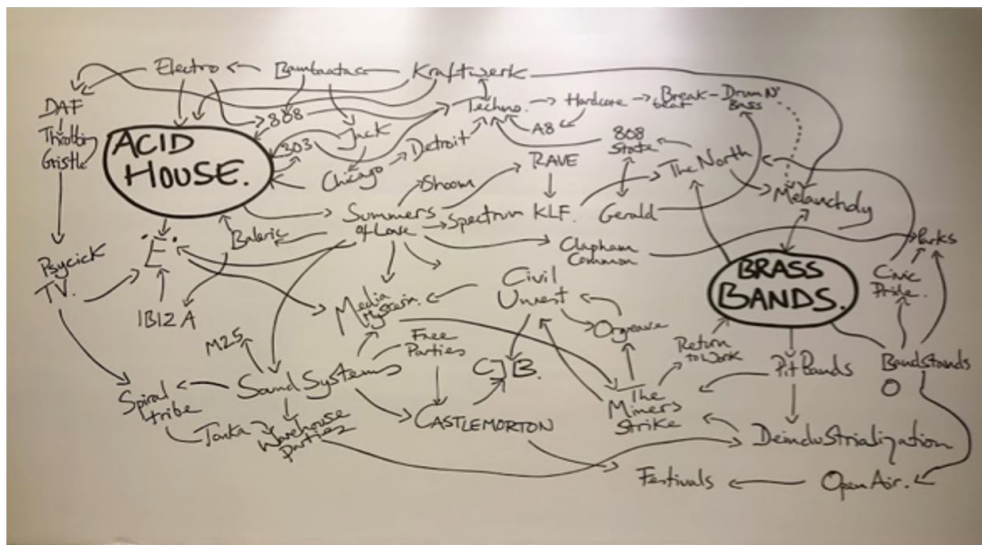 Electro
Bambaataa
Kraftwerk
DAF
Throbbing
Gristle
ACID
HOUSE.
808
303
Jack
Chicago
Detroit
Techno.
Hardcore
Break
beat
Drum N'
Bass
A8
808
State
RAVE
The North
Melancholy
Shoom
Summers
of Love
Spectrum
KLF.
Gerald
Clapham
Common
Parks
Civic
Pride.
BRASS
BANDS.
Balaric
'E'.
IBIZA
Psycick
TV.
Media
Hysteria.
Civil
Unrest
Orgreave
M25
Free
Parties
CJB.
Return
to Work
Pit Bands
Bandstands
Spiral
tribe
Sound Systems
Tonka
Warehouse
Parties
CASTLEMORTON
The
Miners
Strike
Deindustrialization
Festivals
Open Air.